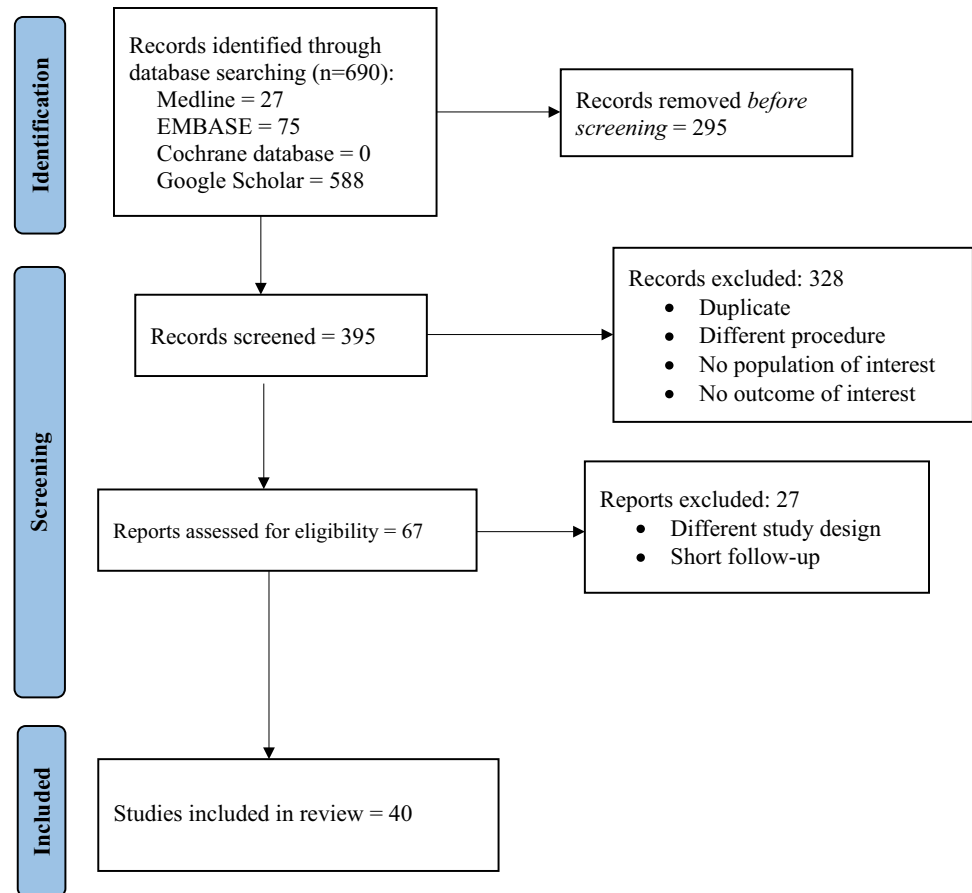 Identification
Records identified through
database searching (n=690):
Medline = 27
EMBASE = 75
Cochrane database = 0
Google Scholar = 588
Records removed before
screening = 295
Screening
Records screened = 395
Records excluded: 328
• Duplicate
• Different procedure
• No population of interest
• No outcome of interest
Reports assessed for eligibility = 67
Reports excluded: 27
• Different study design
• Short follow-up
Included
Studies included in review = 40